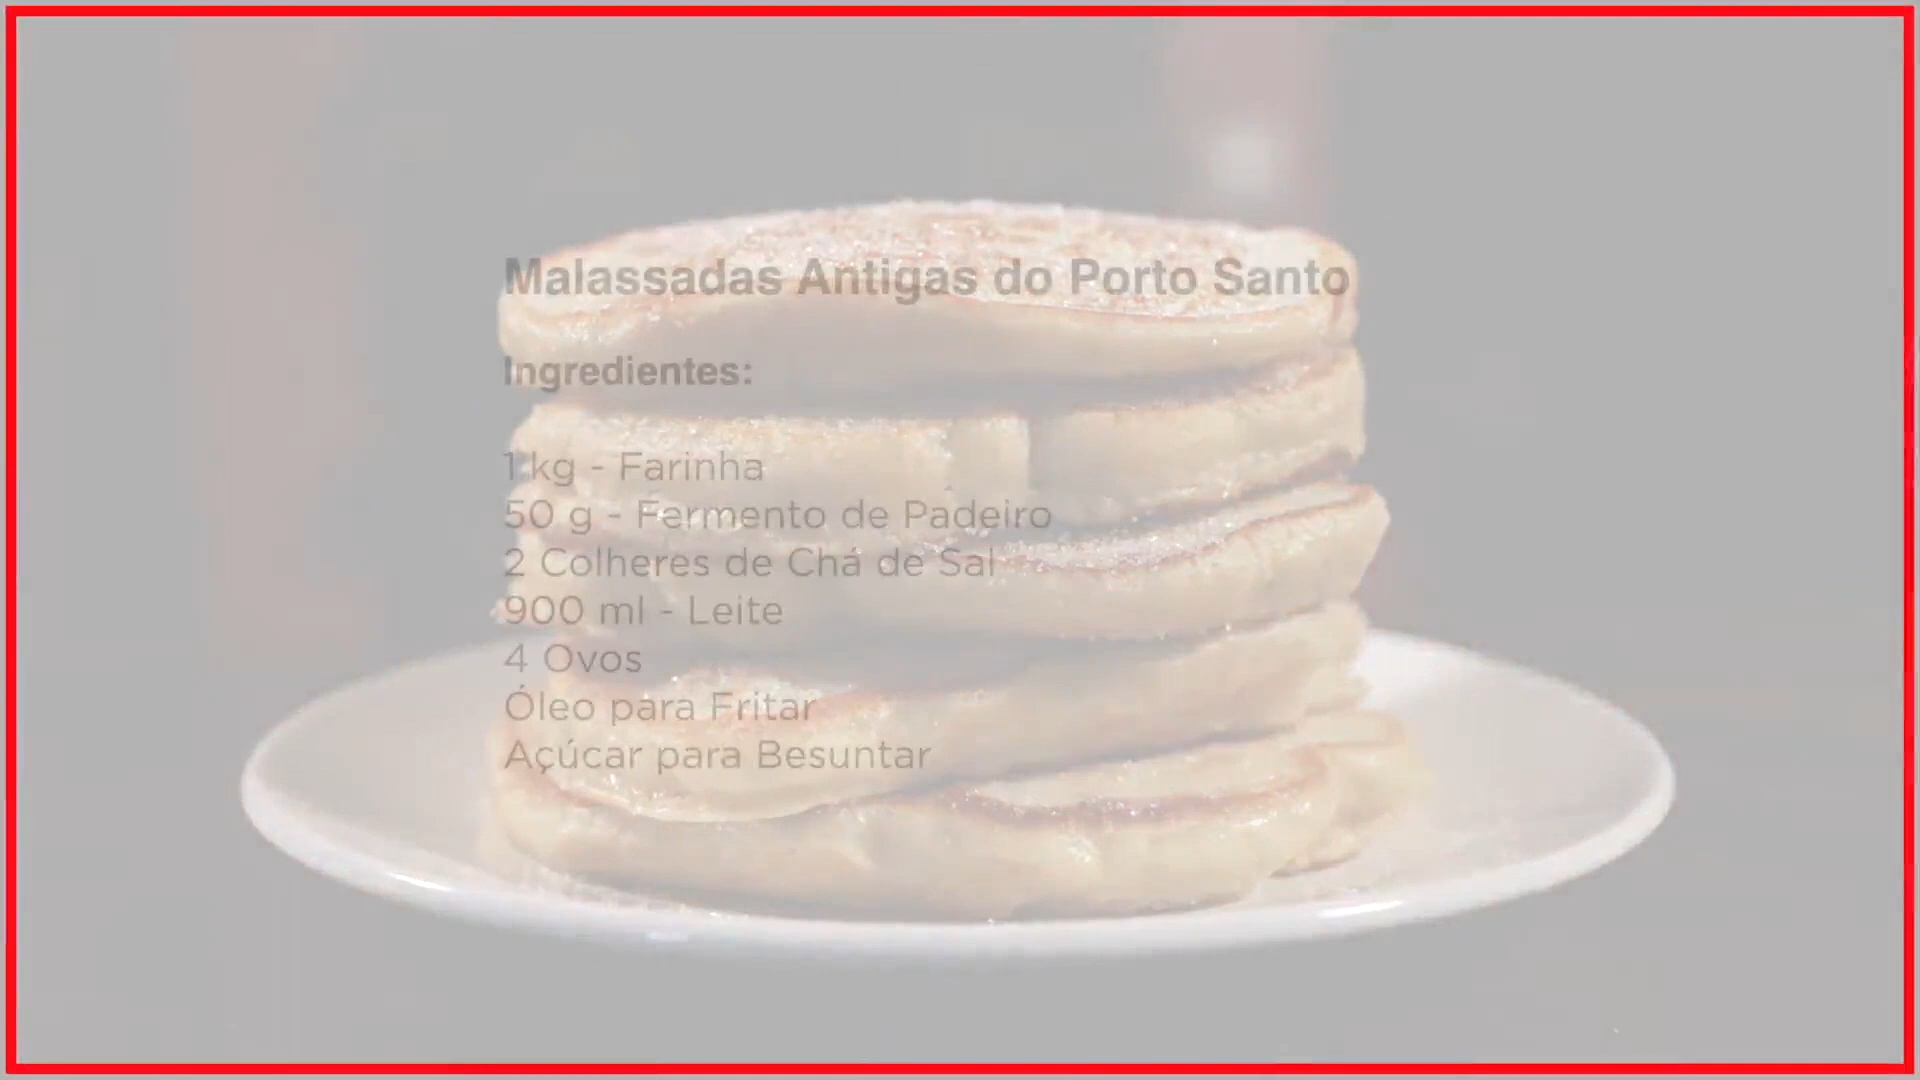 Malassadas Antigas do Porto Santo
Ingredientes:
1 kg - Farinha
50 g - Fermento de Padeiro
2 Colheres de Chá de Sal
900 ml - Leite
4 Ovos
Óleo para Fritar
Açúcar para Besuntar